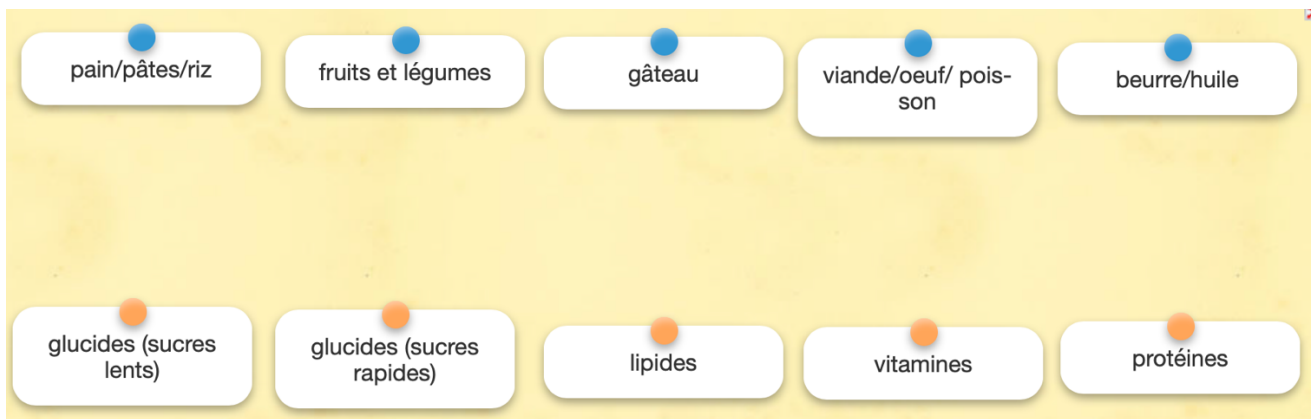 pain/pâtes/riz
fruits et légumes
gâteau
viande/oeuf/ pois-
son
beurre/huile
glucides (sucres
lents)
glucides (sucres
rapides)
lipides
vitamines
protéines